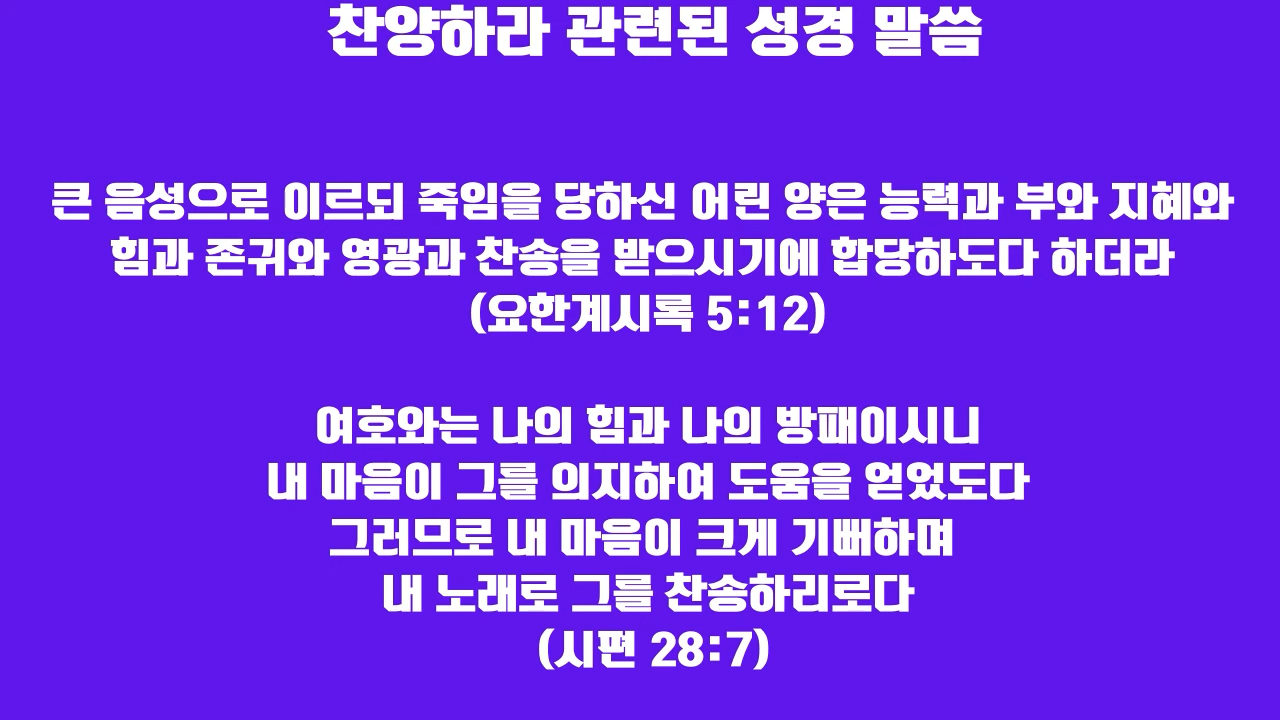 찬양하라 관련된 성경 말씀
큰 음성으로 이르되 죽임을 당하신 어린 양은 능력과 부와 지혜와
힘과 존귀와 영광과 찬송을 받으시기에 합당하도다 하더라
(요한계시록 5:12)
여호와는 나의 힘과 나의 방패이시니
내 마음이 그를 의지하여 도움을 얻었도다
그러므로 내 마음이 크게 기뻐하며
내 노래로 그를 찬송하리로다
(시편 28:7)